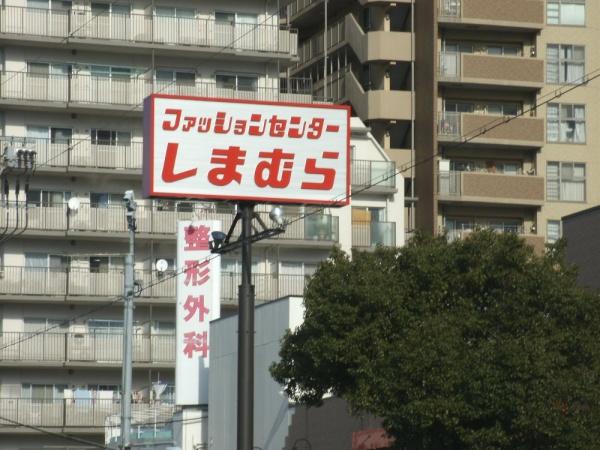 ファッションセンター
しまむら
整形外科